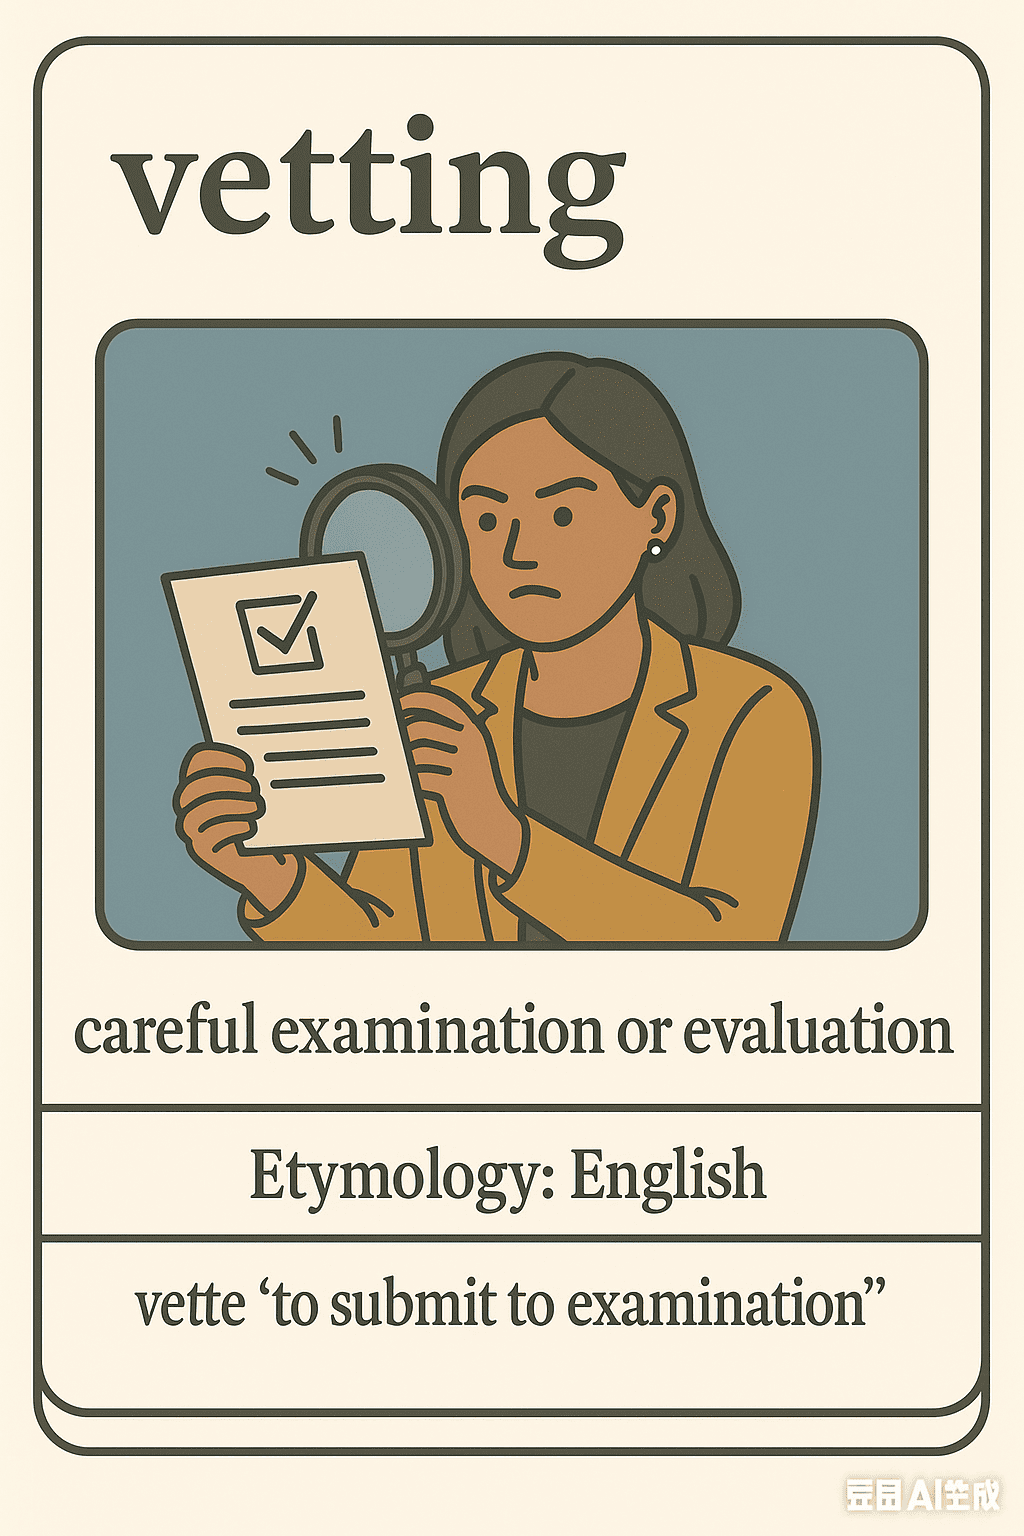 vetting
careful examination or evaluation
Etymology: English
vette ‘to submit to examination”
豆包AI生成